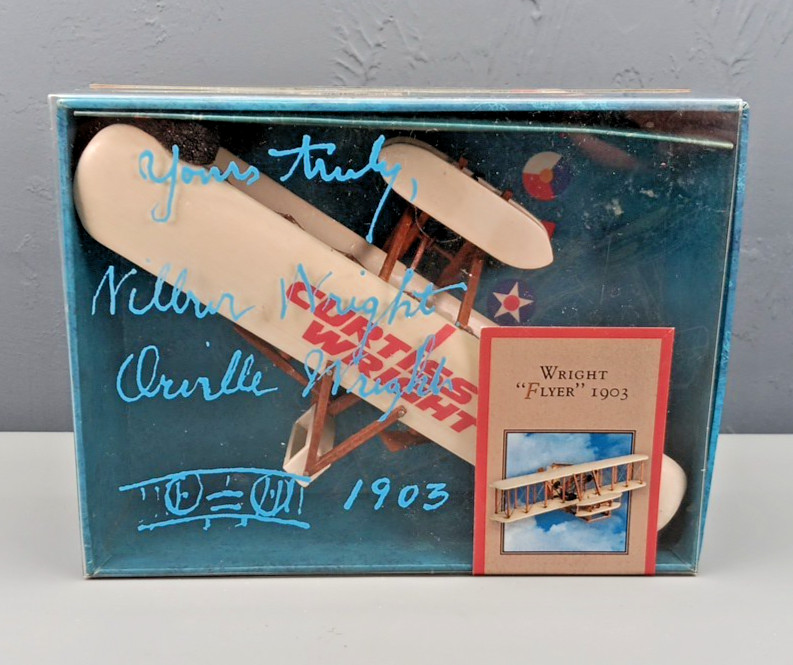 Yours truly,
Wilbur Wright
Orville Wright
1903
CURTISS
WRIGHT
WRIGHT
"FLYER" 1903